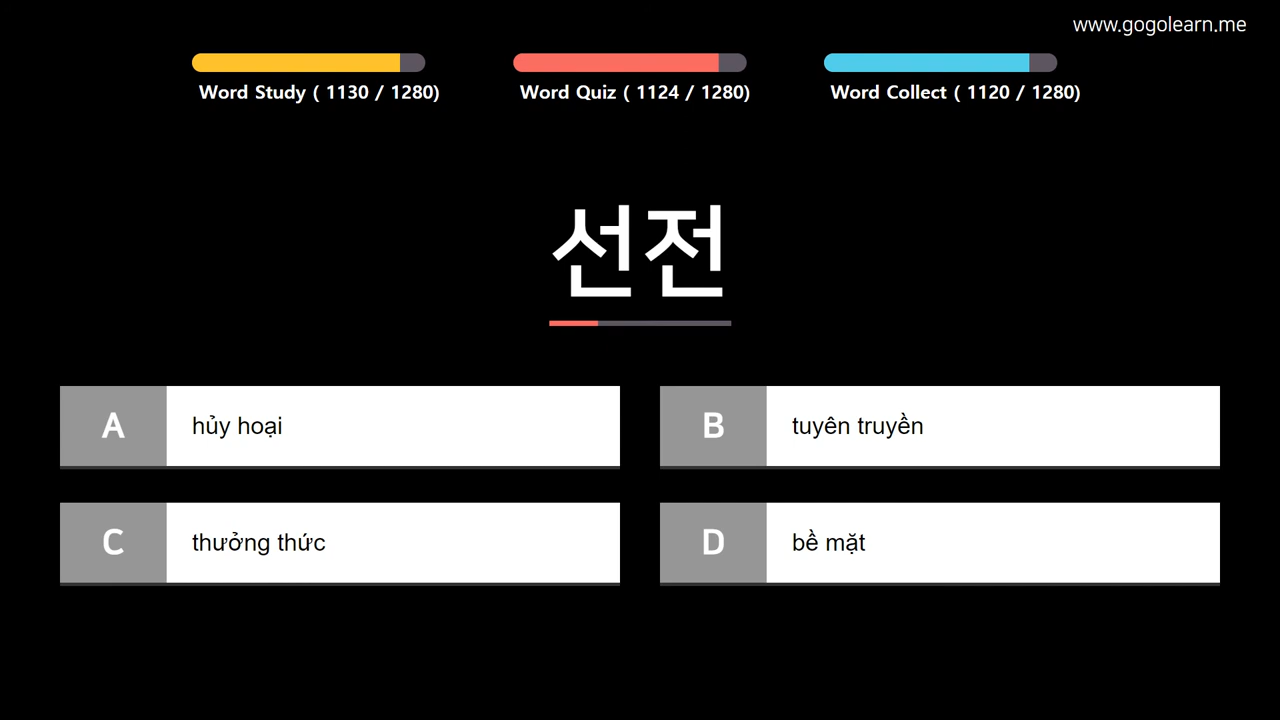 www.gogolearn.me
Word Study ( 1130 / 1280)
Word Quiz ( 1124 / 1280)
Word Collect ( 1120 / 1280)
선전
A
hủy hoại
B
tuyên truyền
C
thưởng thức
D
bề mặt